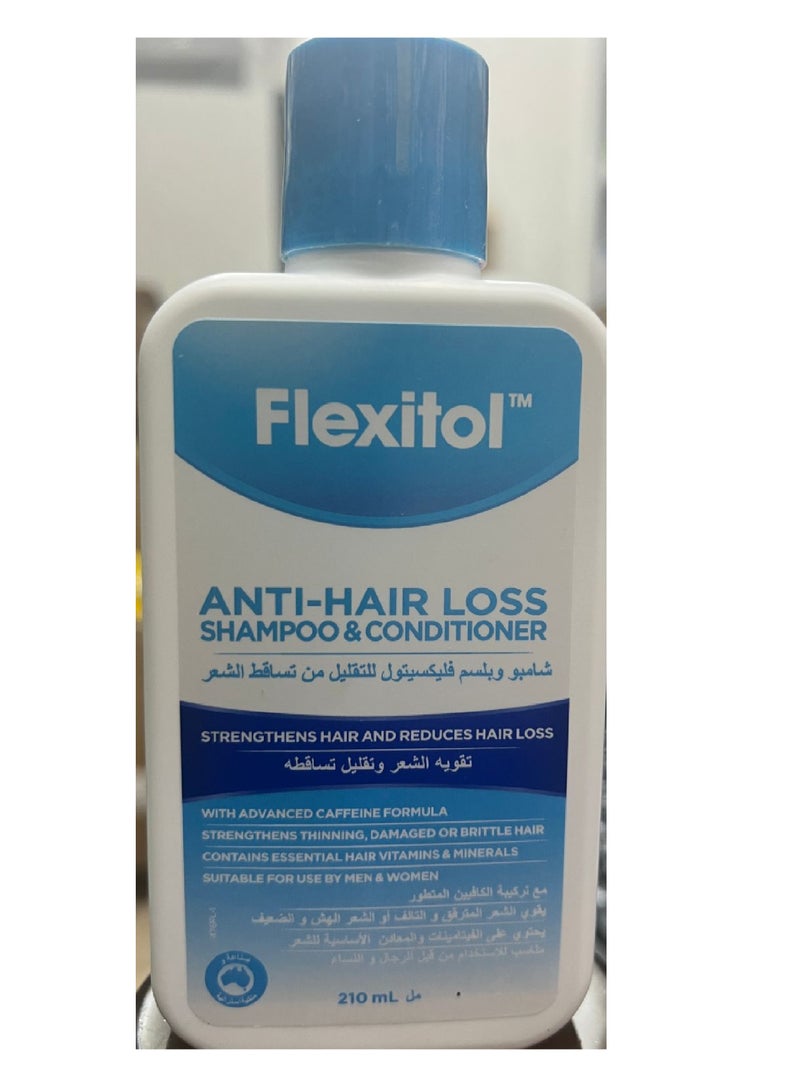 Flexitol™
ANTI-HAIR LOSS
SHAMPOO & CONDITIONER
شامبو وبلسم فليكسيتول للتقليل من تساقط الشعر
STRENGTHENS HAIR AND REDUCES HAIR LOSS
تقويه الشعر وتقليل تساقطه
WITH ADVANCED CAFFEINE FORMULA
STRENGTHENS THINNING, DAMAGED OR BRITTLE HAIR
CONTAINS ESSENTIAL HAIR VITAMINS & MINERALS
SUITABLE FOR USE BY MEN & WOMEN
مع تركيبة الكافيين المتطور
يقوي الشعر المترقق و التالف أو الشعر الهش و الضعيف
يحتوي على الفيتامينات والمعادن الأساسية للشعر
مناسب للاستخدام من قبل الرجال و النساء
صناعة و
210 mL مل